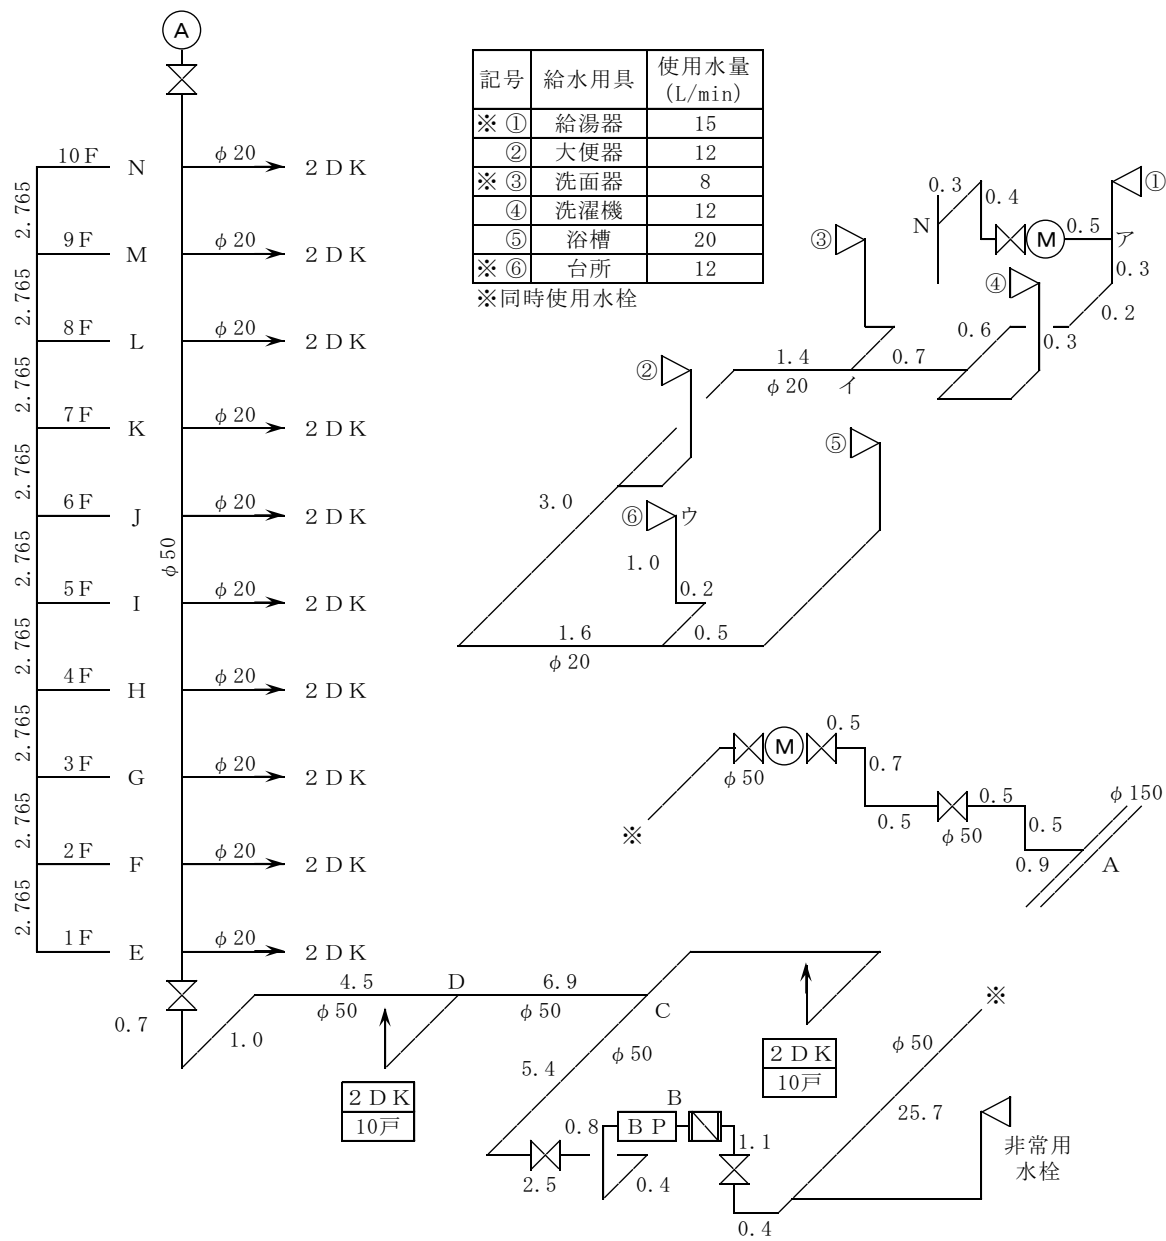 A
記号 給水用具 使用水量(L/min)
※ ① 給湯器 15
② 大便器 12
※ ③ 洗面器 8
④ 洗濯機 12
⑤ 浴槽 20
※ ⑥ 台所 12
※同時使用水栓
10F N φ20 2DK
2.765
9F M φ20 2DK
2.765
8F L φ20 2DK
2.765
7F K φ20 2DK
2.765
6F J φ20 2DK
2.765
φ50
5F I φ20 2DK
2.765
4F H φ20 2DK
2.765
3F G φ20 2DK
2.765
2F F φ20 2DK
2.765
1F E φ20 2DK
0.3
0.4
①
N
M
0.5
ア
③
0.3
④
0.2
0.6
0.3
1.4
0.7
②
φ20
イ
⑤
3.0
⑥
ウ
1.0
0.2
1.6
0.5
φ20
0.5
M
φ50
0.7
0.5
φ150
0.5
φ50
0.5
※
0.9
A
4.5
D
6.9
※
φ50
φ50
C
0.7
1.0
φ50
φ50
5.4
2DK
10戸
2DK
10戸
B
25.7
0.8
BP
1.1
非常用
水栓
2.5
0.4
0.4